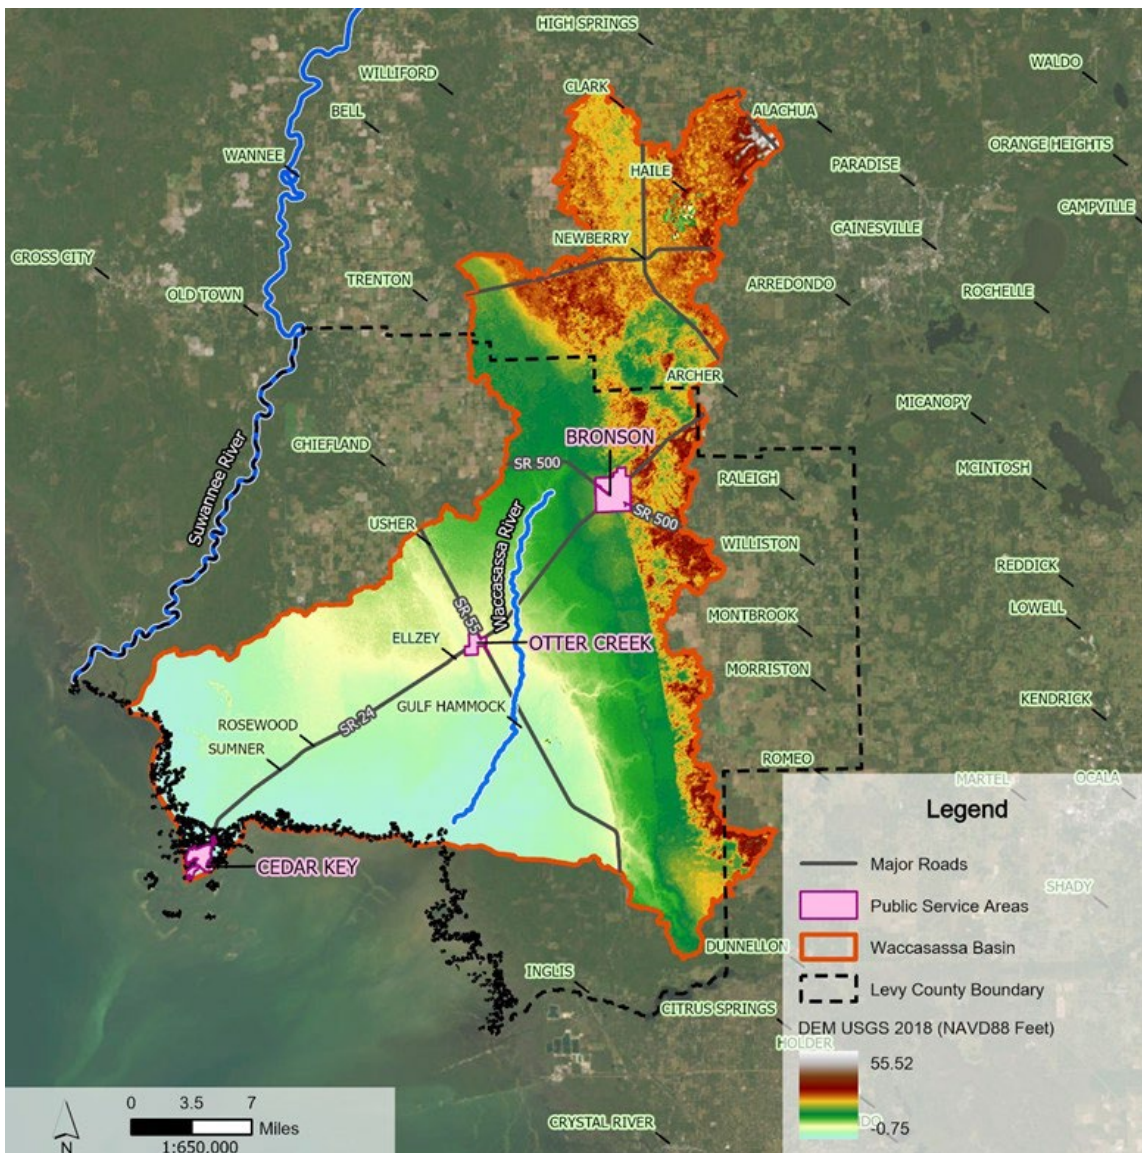 HIGH SPRINGS
WALDO
WILLIFORD
CLARK
BELL
ALACHUA
ORANGE HEIGHTS
WANNEE
PARADISE
HAILE
CAMPVILLE
GAINESVILLE
NEWBERRY
CROSS CITY
TRENTON
ARREDONDO
ROCHELLE
OLD TOWN
ARCHER
MICANOPY
BRONSON
CHIEFLAND
SR 500
MCINTOSH
RALEIGH
Suwannee River
SR 500
USHER
Waccasassa River
WILLISTON
REDDICK
LOWELL
SR 55
MONTBROOK
ELLZEY
OTTER CREEK
MORRISTON
KENDRICK
GULF HAMMOCK
ROSEWOOD
SR 24
SUMNER
ROMEO
MARTEL
OCALA
Legend
Major Roads
CEDAR KEY
SHADY
Public Service Areas
DUNNELLON
Waccasassa Basin
INGLIS
Levy County Boundary
CITRUS SPRINGS
DEM USGS 2018 (NAVD88 Feet)
HOLDER
55.52
0 3.5 7
Miles
1:650,000
N
CRYSTAL RIVER
-0.75